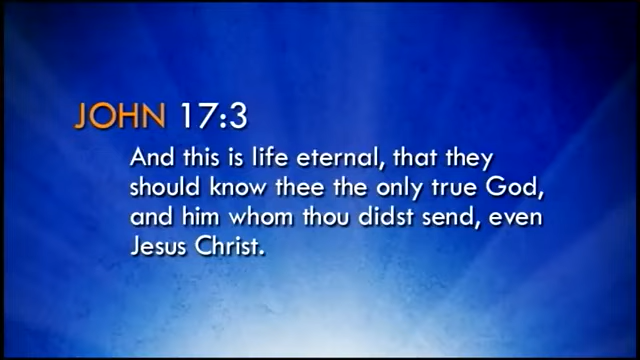 JOHN 17:3
And this is life eternal, that they
should know thee the only true God,
and him whom thou didst send, even
Jesus Christ.